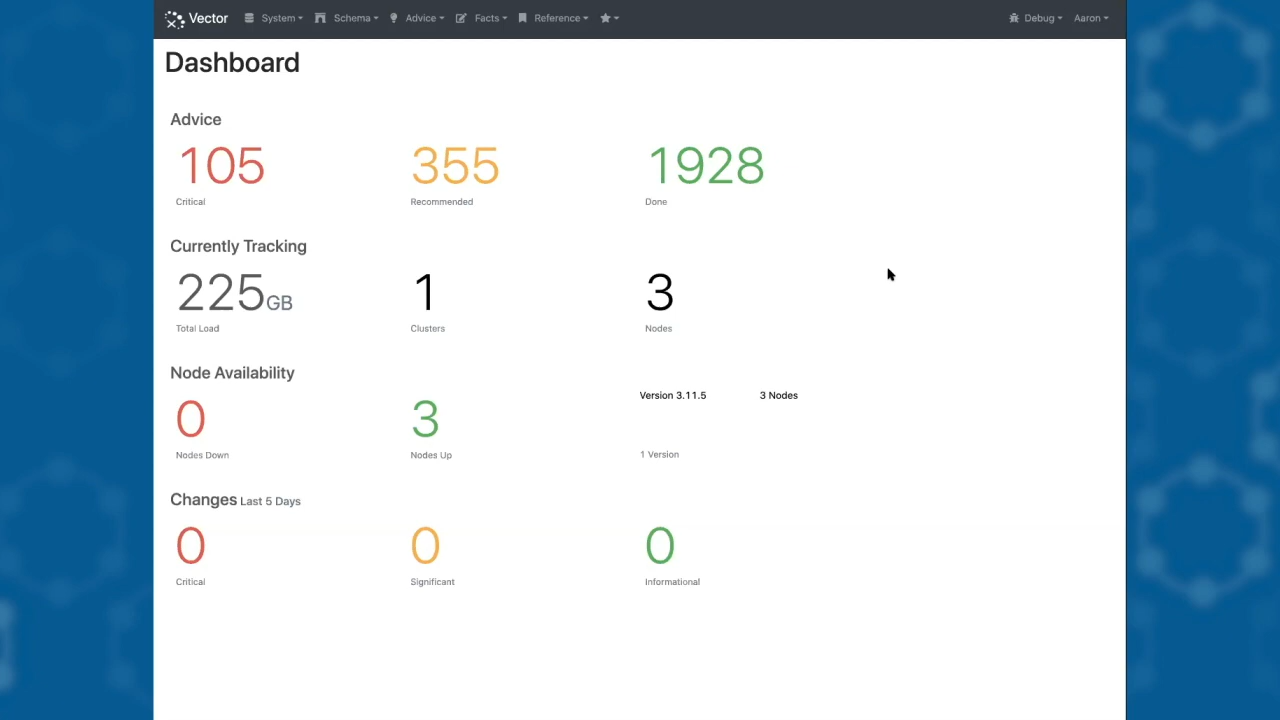 Vector System Schema Advice Facts Reference Debug Aaron
Dashboard
Advice
105 355 1928
Critical Recommended Done
Currently Tracking
225GB 1 3
Total Load Clusters Nodes
Node Availability
Version 3.11.5 3 Nodes
0 3
Nodes Down Nodes Up 1 Version
Changes Last 5 Days
0 0 0
Critical Significant Informational